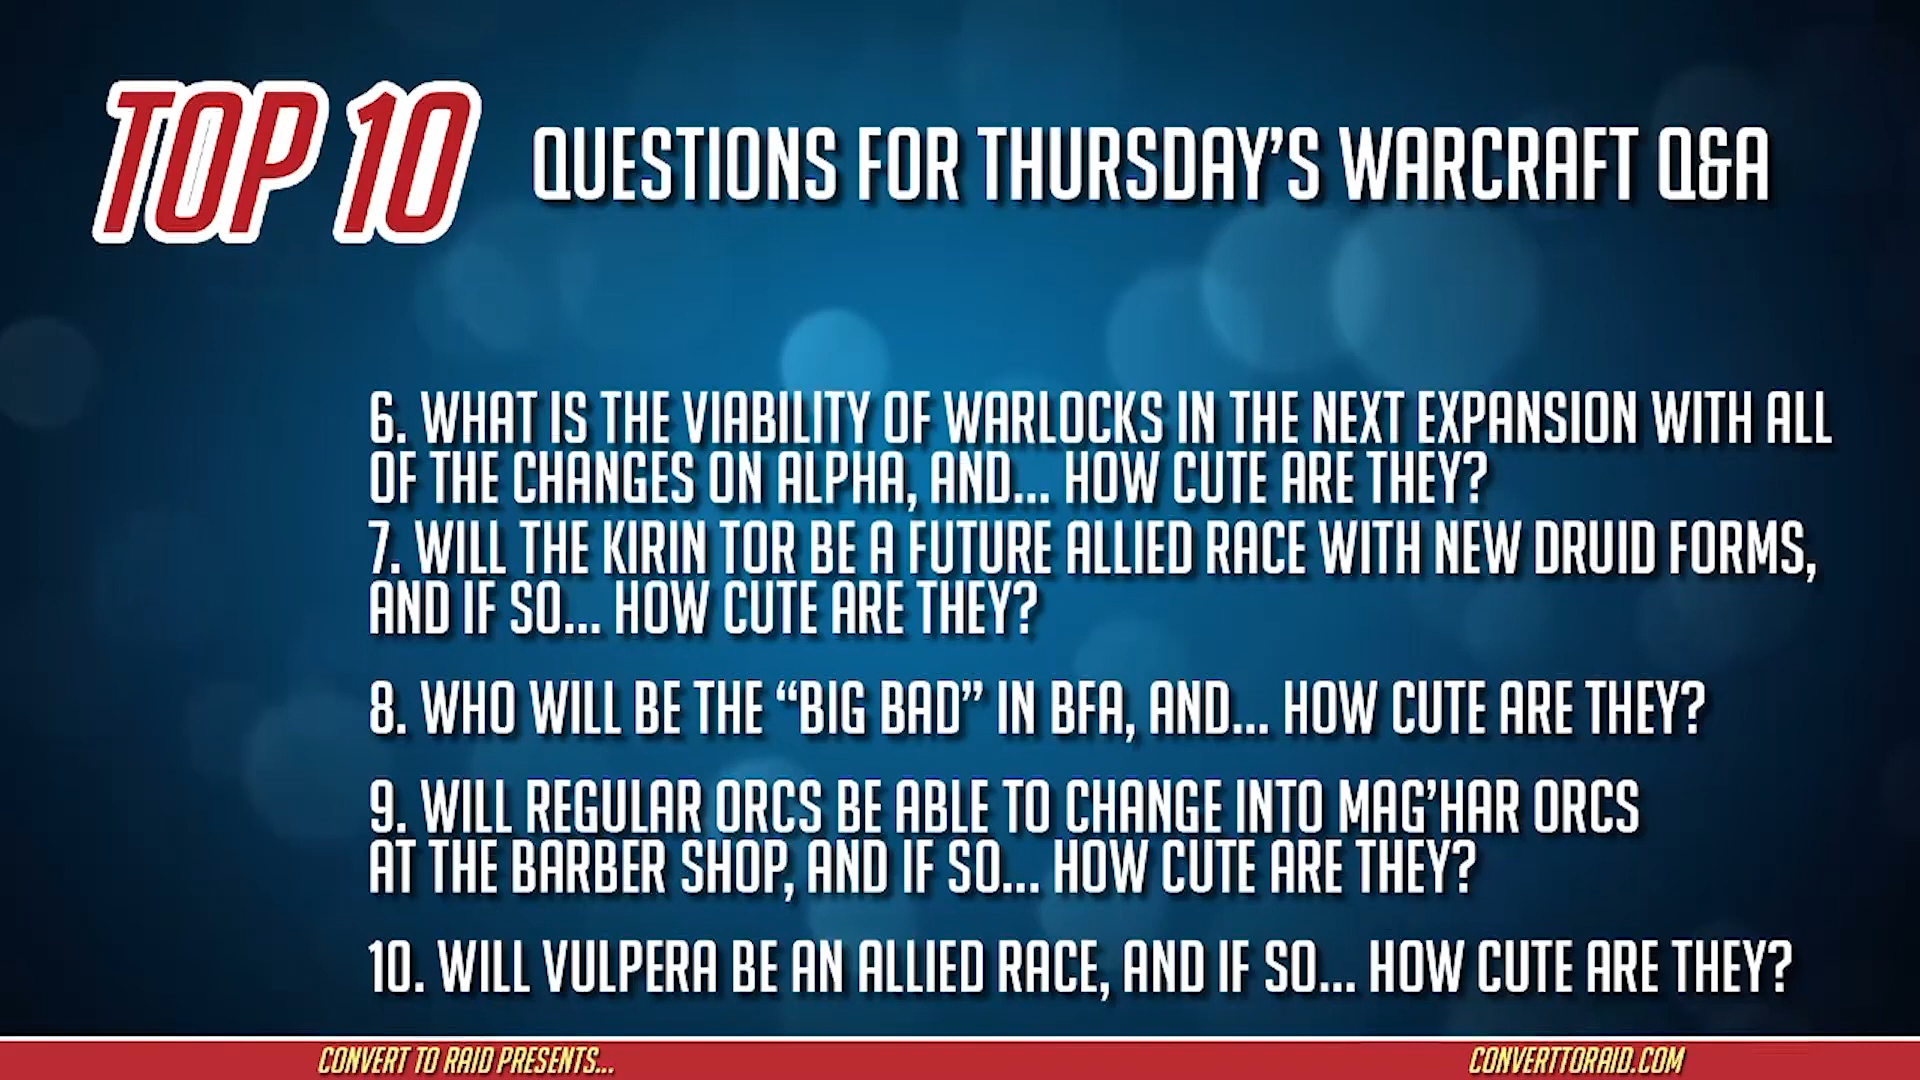 TOP 10
QUESTIONS FOR THURSDAY’S WARCRAFT Q&A
6. WHAT IS THE VIABILITY OF WARLOCKS IN THE NEXT EXPANSION WITH ALL
OF THE CHANGES ON ALPHA, AND... HOW CUTE ARE THEY?
7. WILL THE KIRIN TOR BE A FUTURE ALLIED RACE WITH NEW DRUID FORMS,
AND IF SO... HOW CUTE ARE THEY?
8. WHO WILL BE THE “BIG BAD” IN BFA, AND... HOW CUTE ARE THEY?
9. WILL REGULAR ORCS BE ABLE TO CHANGE INTO MAG’HAR ORCS
AT THE BARBER SHOP, AND IF SO... HOW CUTE ARE THEY?
10. WILL VULPERA BE AN ALLIED RACE, AND IF SO... HOW CUTE ARE THEY?
CONVERT TO RAID PRESENTS...
CONVERTTORAID.COM